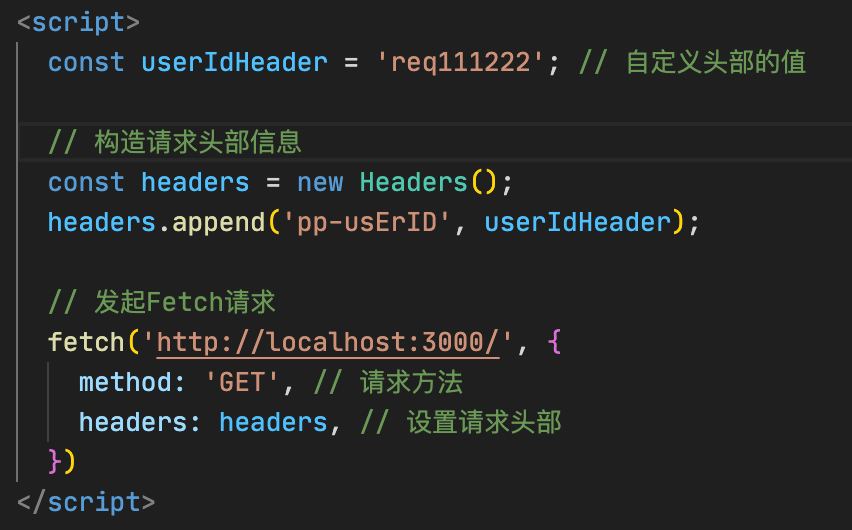 <script>
const userIdHeader = 'req111222'; // 自定义头部的值
// 构造请求头部信息
const headers = new Headers();
headers.append('pp-usErID', userIdHeader);
// 发起Fetch请求
fetch('http://localhost:3000/', {
method: 'GET', // 请求方法
headers: headers, // 设置请求头部
})
</script>